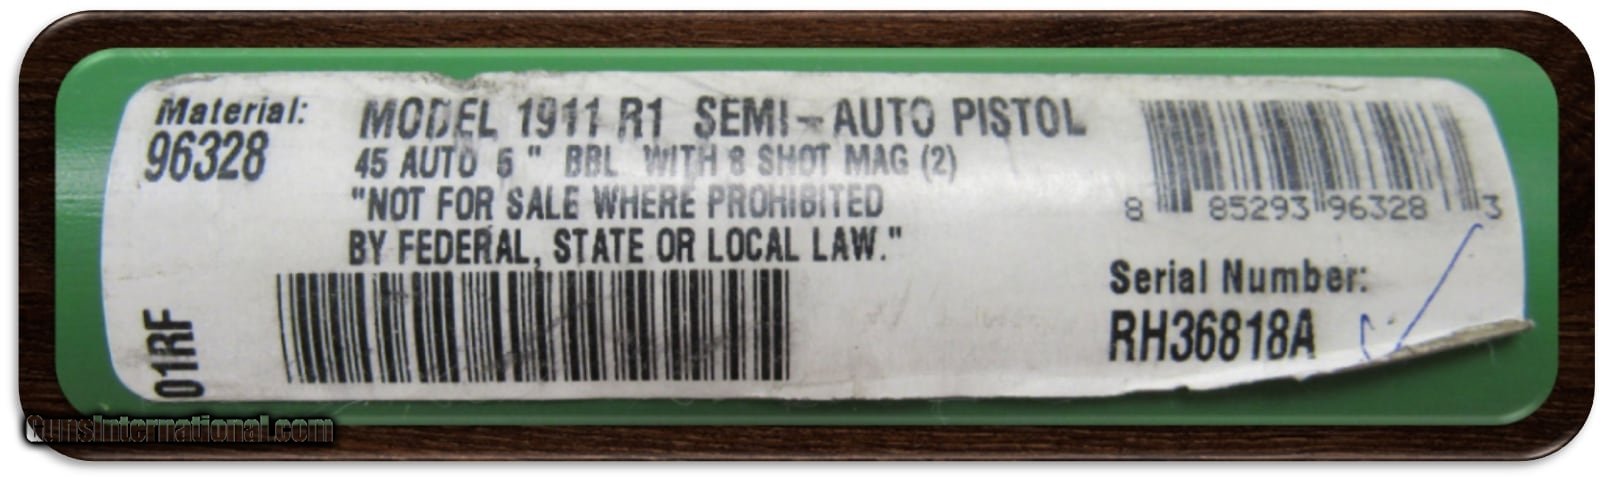 Material:
96328
MODEL 1911 R1 SEMI-AUTO PISTOL
45 AUTO 5 " BBL WITH 8 SHOT MAG (2)
"NOT FOR SALE WHERE PROHIBITED
BY FEDERAL, STATE OR LOCAL LAW."
8 85293 96328 3
Serial Number:
RH36818A
01RF
GunsInternational.com